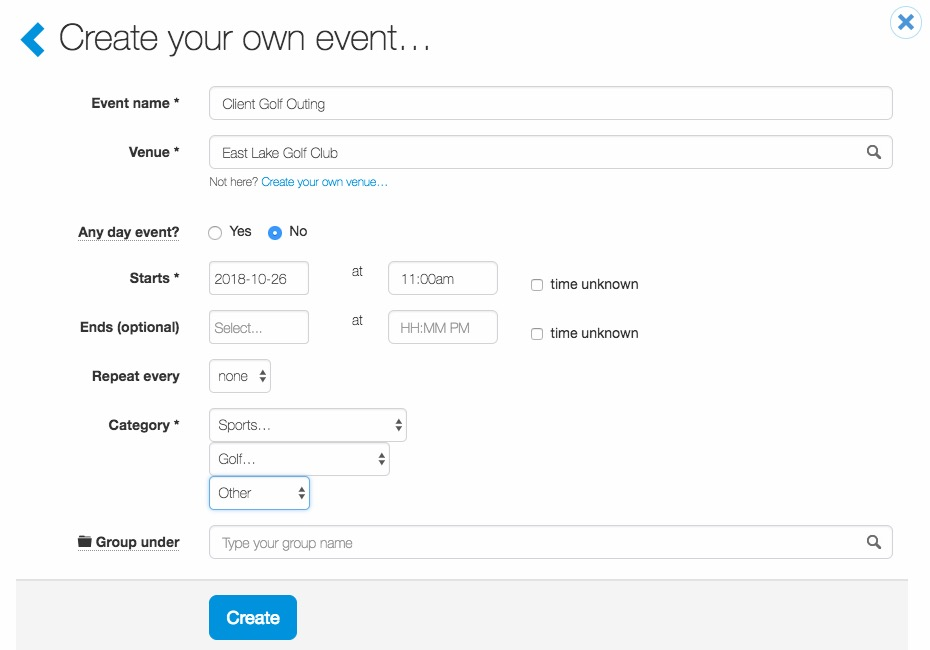 Create your own event…
Event name * Client Golf Outing
Venue * East Lake Golf Club
Not here? Create your own venue…
Any day event? Yes No
Starts * 2018-10-26 at 11:00am time unknown
Ends (optional) Select... at HH:MM PM time unknown
Repeat every none
Category * Sports…
Golf…
Other
Group under Type your group name
Create